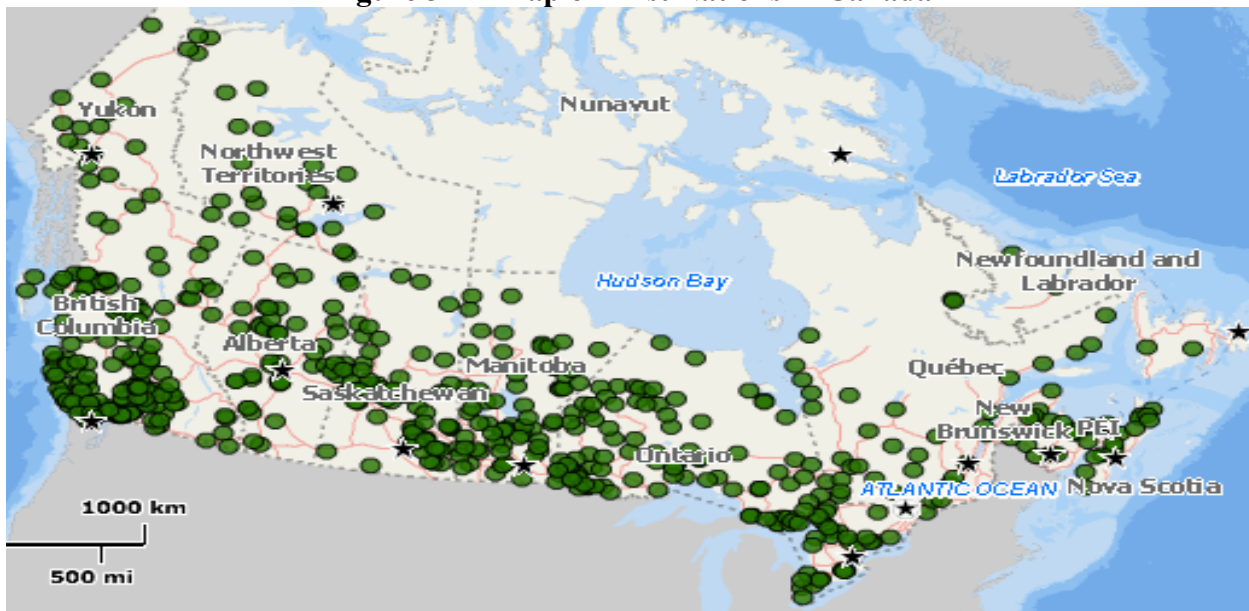 Yukon
Northwest
Territories
Nunavut
Labrador Sea
Hudson Bay
Newfoundland and
Labrador
British
Columbia
Alberta
Saskatchewan
Manitoba
Ontario
Québec
New
Brunswick
PEI
ATLANTIC OCEAN
Nova Scotia
1000 km
500 mi